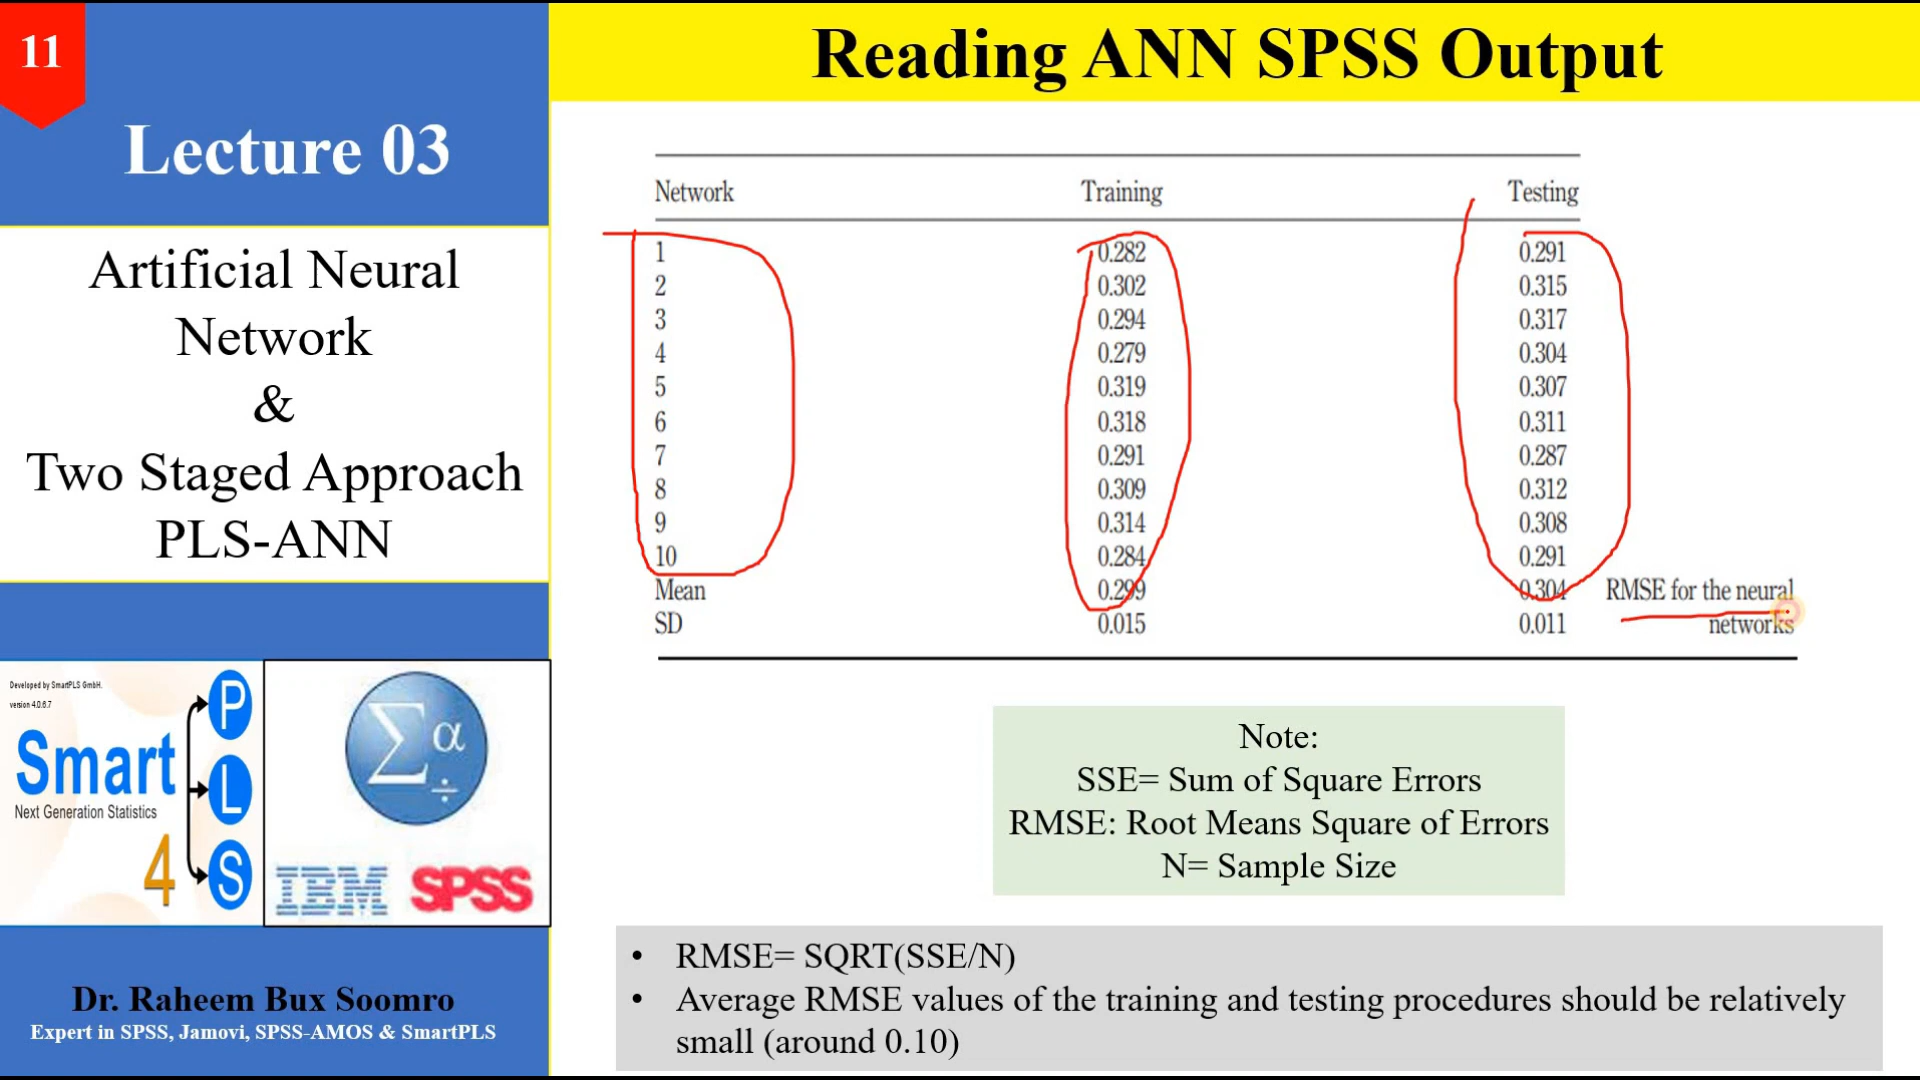 11
Lecture 03
Artificial Neural
Network
&
Two Staged Approach
PLS-ANN
Developed by SmartPLS GmbH.
version 4.0.6.7
Smart
Next Generation Statistics
4
P
L
S
Σ α ÷
IBM SPSS
Dr. Raheem Bux Soomro
Expert in SPSS, Jamovi, SPSS-AMOS & SmartPLS
Reading ANN SPSS Output
Network Training Testing
1 0.282 0.291
2 0.302 0.315
3 0.294 0.317
4 0.279 0.304
5 0.319 0.307
6 0.318 0.311
7 0.291 0.287
8 0.309 0.312
9 0.314 0.308
10 0.284 0.291
Mean 0.299 0.304 RMSE for the neural
SD 0.015 0.011 networks
Note:
SSE= Sum of Square Errors
RMSE: Root Means Square of Errors
N= Sample Size
• RMSE= SQRT(SSE/N)
• Average RMSE values of the training and testing procedures should be relatively
small (around 0.10)